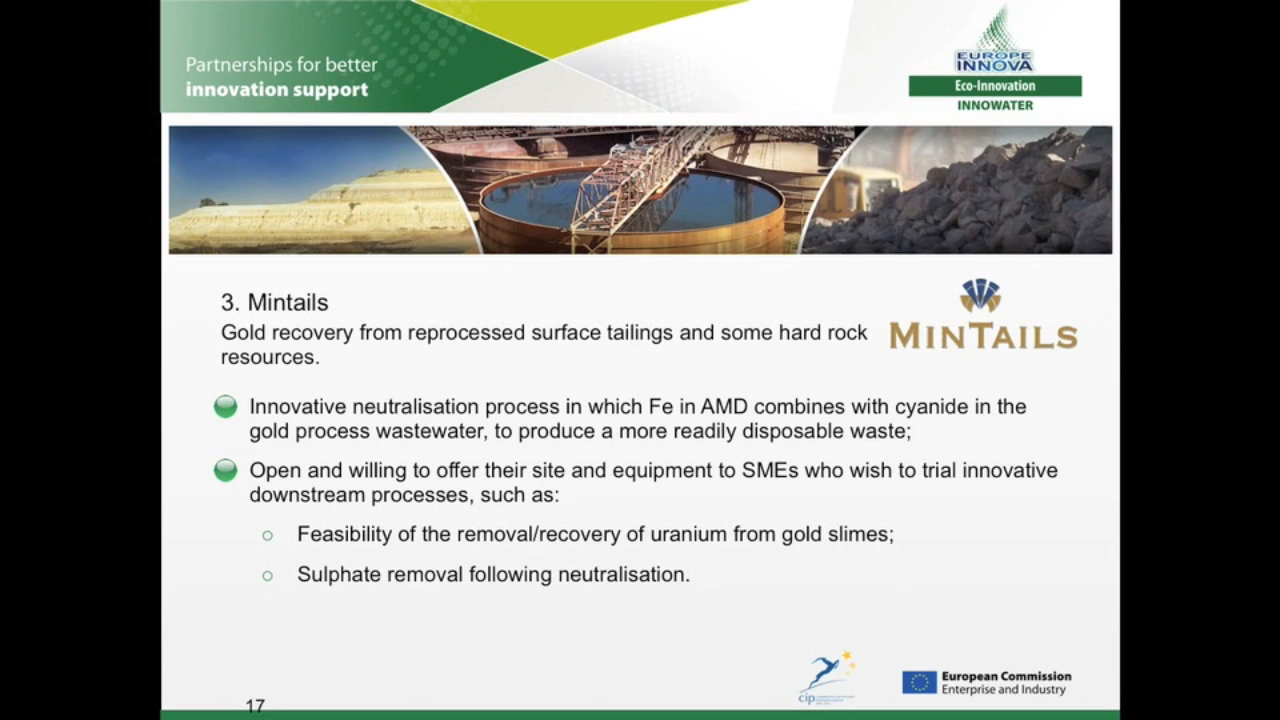 Partnerships for better
innovation support
EUROPE
INNOVA
Eco-Innovation
INNOWATER
3. Mintails
MINTAILS
Gold recovery from reprocessed surface tailings and some hard rock
resources.
Innovative neutralisation process in which Fe in AMD combines with cyanide in the
gold process wastewater, to produce a more readily disposable waste;
Open and willing to offer their site and equipment to SMEs who wish to trial innovative
downstream processes, such as:
Feasibility of the removal/recovery of uranium from gold slimes;
Sulphate removal following neutralisation.
cip
European Commission
Enterprise and Industry
17